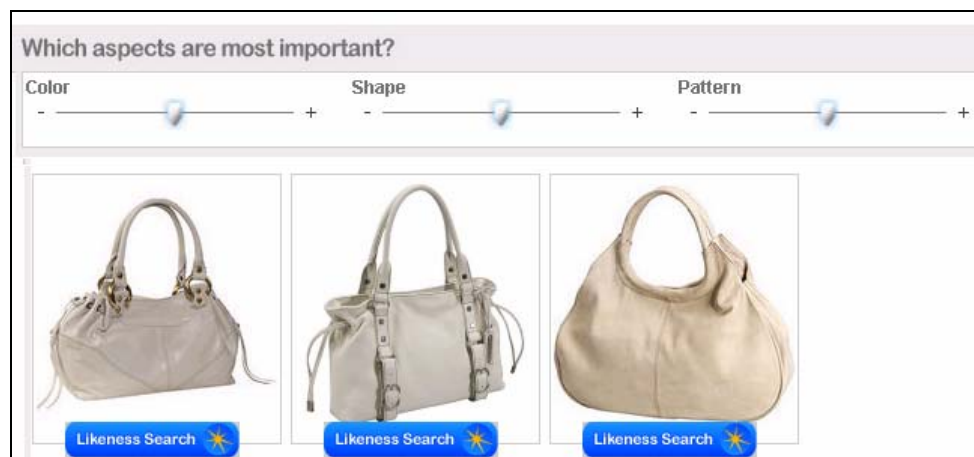 Which aspects are most important?
Color Shape Pattern
- + - + - +
Likeness Search Likeness Search Likeness Search